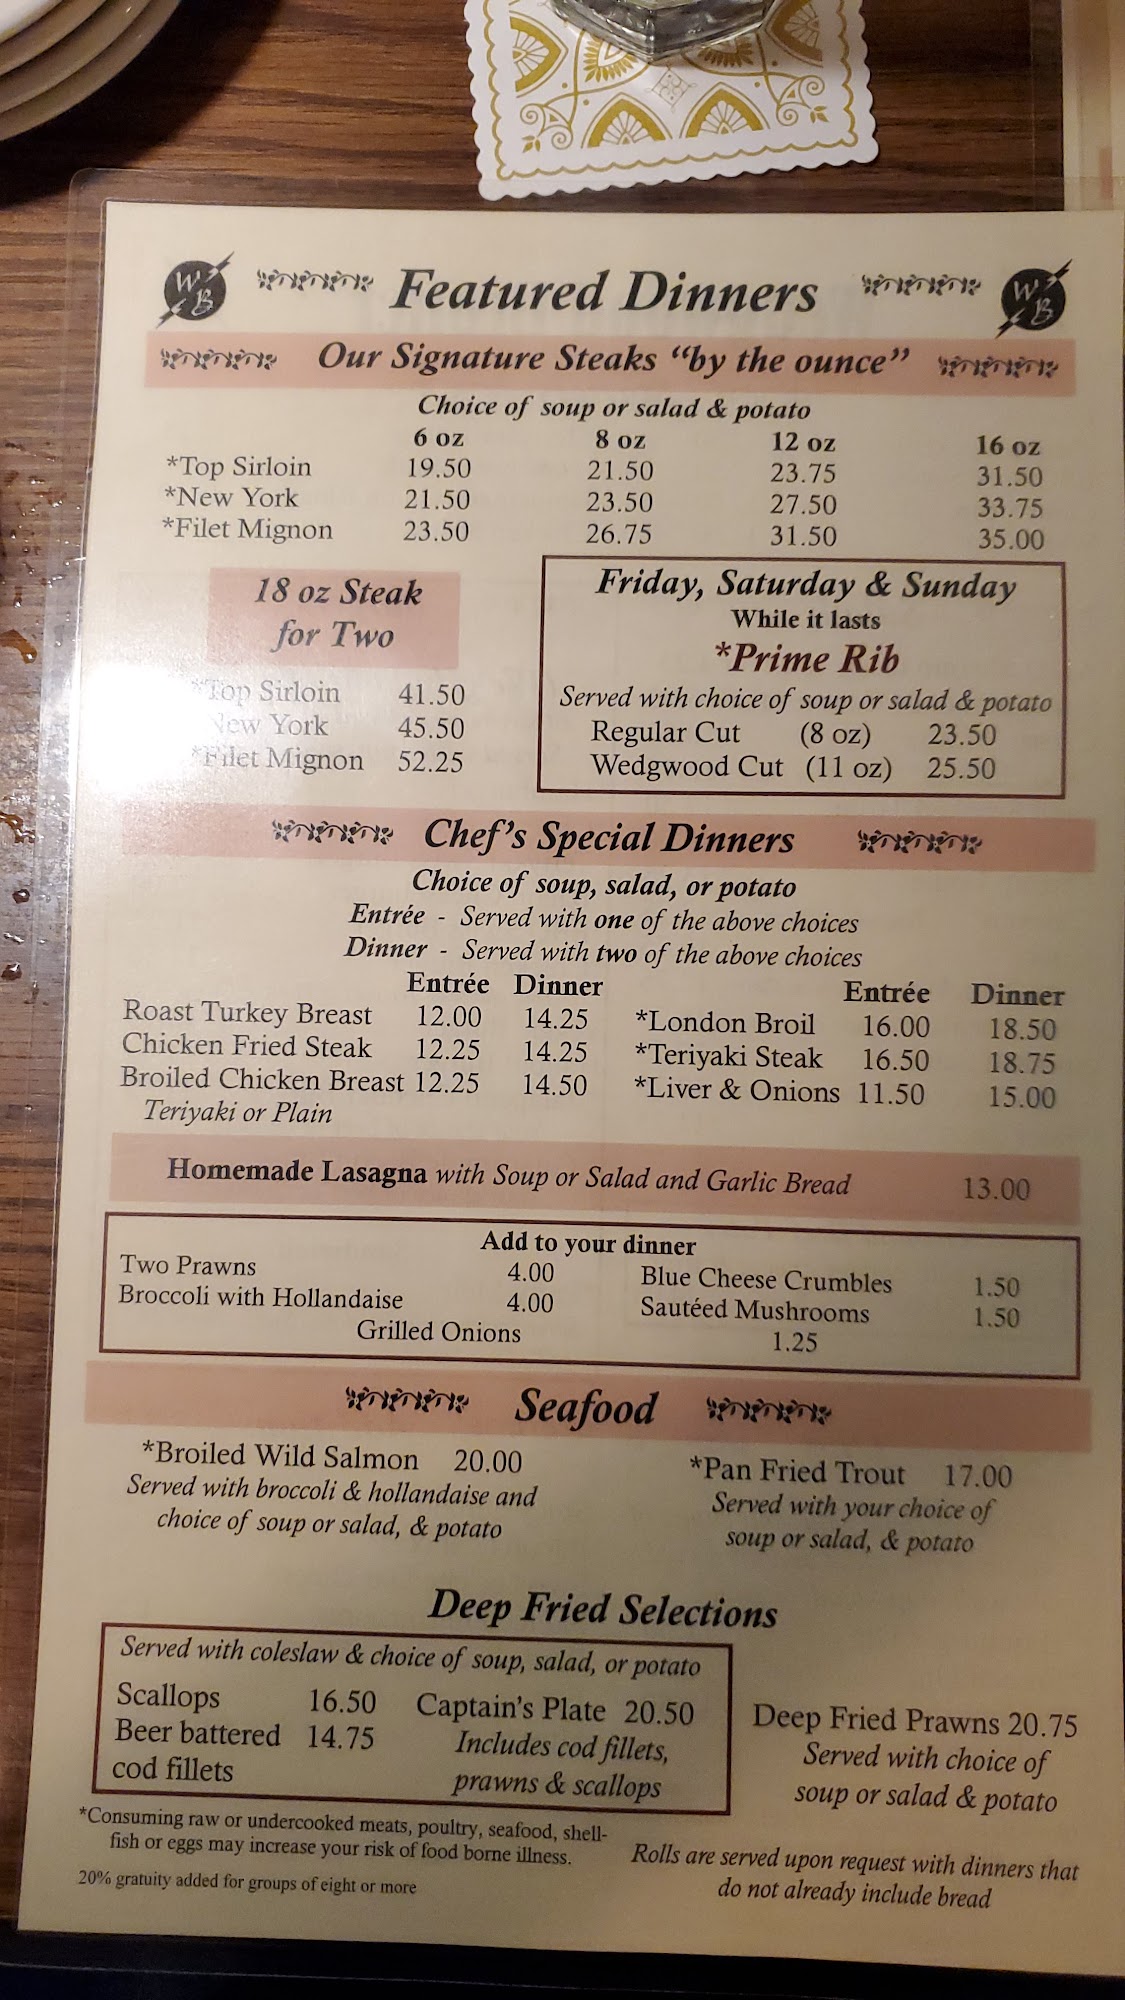 WB Featured Dinners WB
Our Signature Steaks “by the ounce”
Choice of soup or salad & potato
6 oz 8 oz 12 oz 16 oz
*Top Sirloin 19.50 21.50 23.75 31.50
*New York 21.50 23.50 27.50 33.75
*Filet Mignon 23.50 26.75 31.50 35.00
18 oz Steak
for Two
*Top Sirloin 41.50
New York 45.50
*Filet Mignon 52.25
Friday, Saturday & Sunday
While it lasts
*Prime Rib
Served with choice of soup or salad & potato
Regular Cut (8 oz) 23.50
Wedgwood Cut (11 oz) 25.50
Chef’s Special Dinners
Choice of soup, salad, or potato
Entrée - Served with one of the above choices
Dinner - Served with two of the above choices
Entrée Dinner
Roast Turkey Breast 12.00 14.25
Chicken Fried Steak 12.25 14.25
Broiled Chicken Breast 12.25 14.50
Teriyaki or Plain
Entrée Dinner
*London Broil 16.00 18.50
*Teriyaki Steak 16.50 18.75
*Liver & Onions 11.50 15.00
Homemade Lasagna with Soup or Salad and Garlic Bread 13.00
Add to your dinner
Two Prawns 4.00 Blue Cheese Crumbles 1.50
Broccoli with Hollandaise 4.00 Sautéed Mushrooms 1.50
Grilled Onions 1.25
Seafood
*Broiled Wild Salmon 20.00
Served with broccoli & hollandaise and
choice of soup or salad, & potato
*Pan Fried Trout 17.00
Served with your choice of
soup or salad, & potato
Deep Fried Selections
Served with coleslaw & choice of soup, salad, or potato
Scallops 16.50
Beer battered 14.75
cod fillets
Captain’s Plate 20.50
Includes cod fillets,
prawns & scallops
Deep Fried Prawns 20.75
Served with choice of
soup or salad & potato
*Consuming raw or undercooked meats, poultry, seafood, shell-
fish or eggs may increase your risk of food borne illness.
20% gratuity added for groups of eight or more
Rolls are served upon request with dinners that
do not already include bread